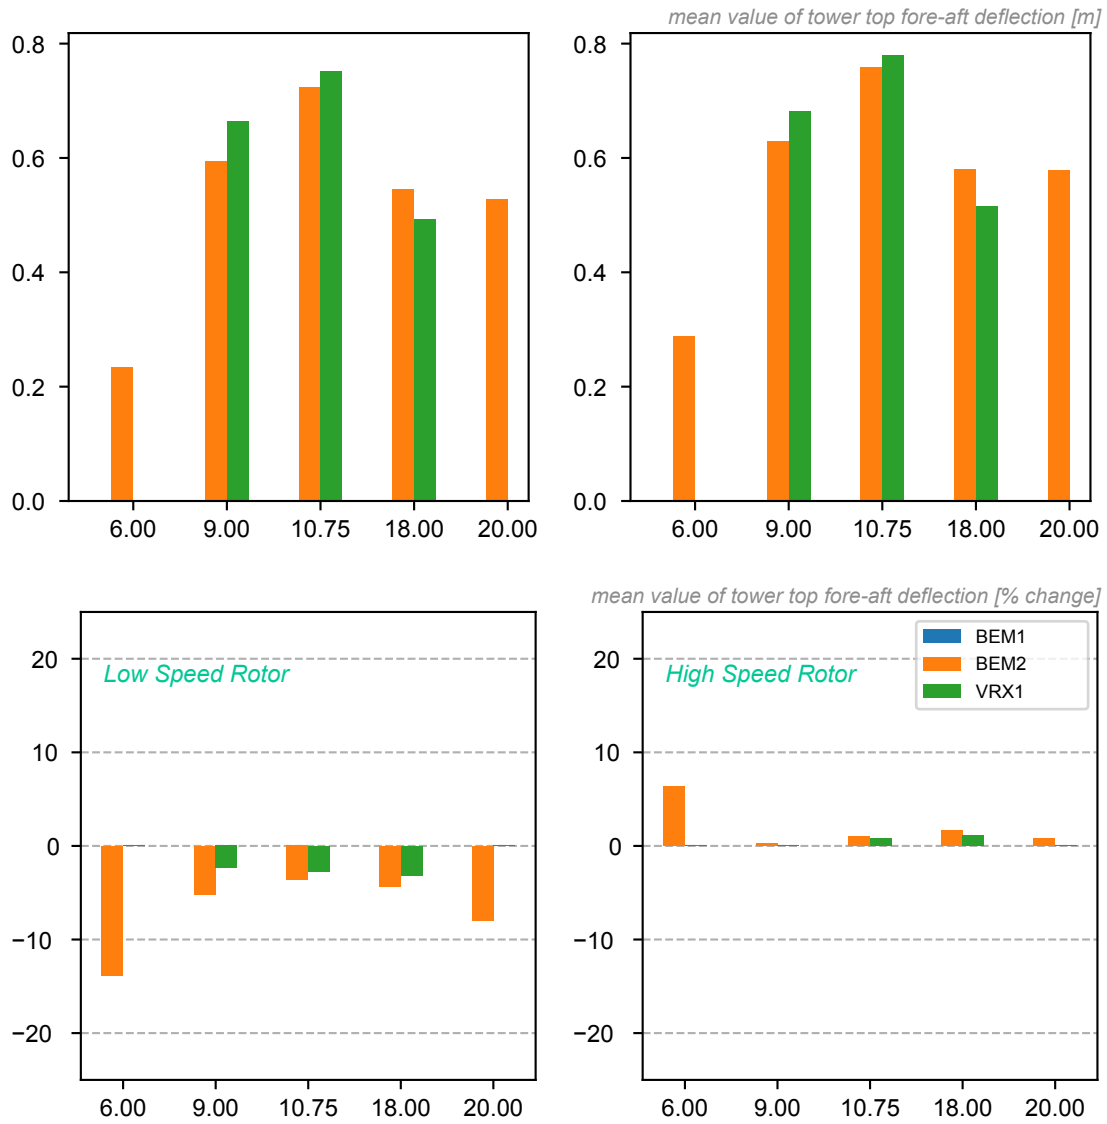 mean value of tower top fore-aft deflection [m]
0.8
0.6
0.4
0.2
0.0
6.00 9.00 10.75 18.00 20.00
0.8
0.6
0.4
0.2
0.0
6.00 9.00 10.75 18.00 20.00
mean value of tower top fore-aft deflection [% change]
Low Speed Rotor
20
10
0
−10
−20
6.00 9.00 10.75 18.00 20.00
High Speed Rotor
BEM1
BEM2
VRX1
20
10
0
−10
−20
6.00 9.00 10.75 18.00 20.00